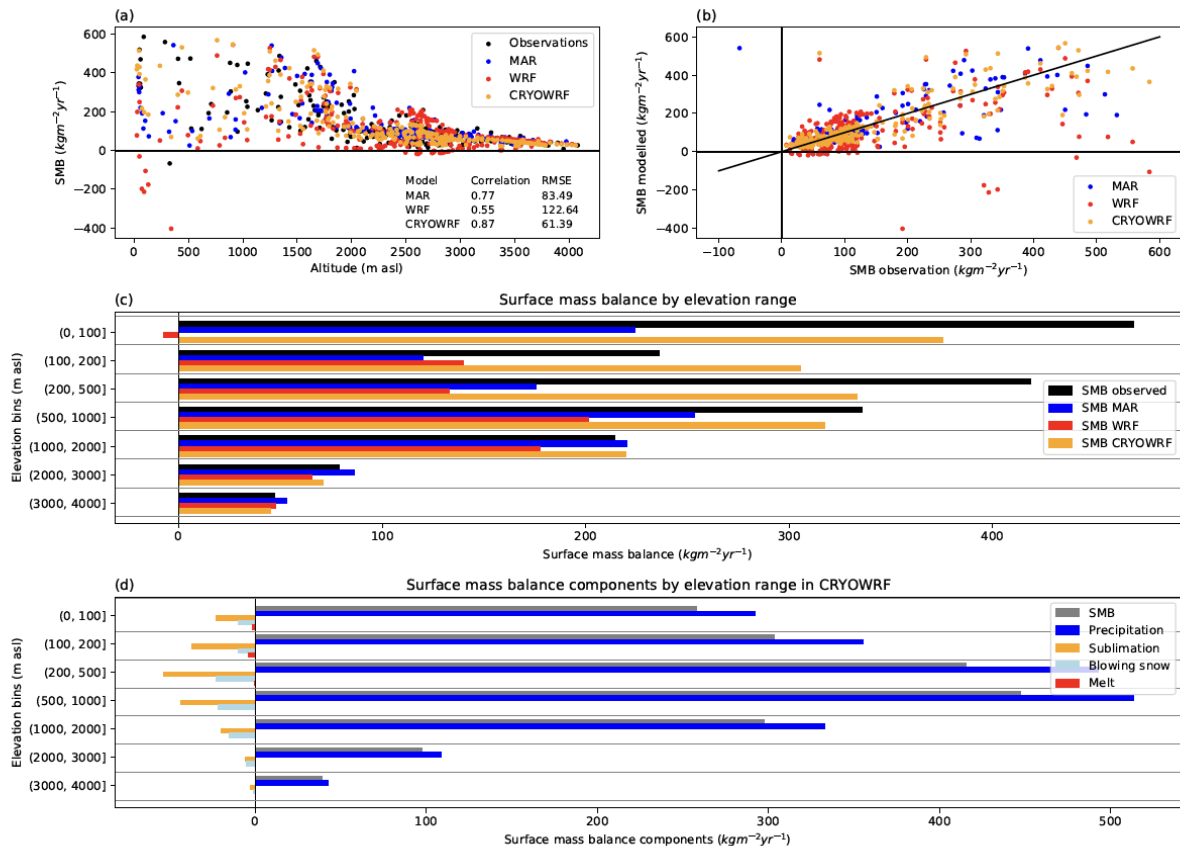 (a)
600
400
200
0
−200
−400
SMB (kgm⁻²yr⁻¹)
Observations
MAR
WRF
CRYOWRF
Model Correlation RMSE
MAR 0.77 83.49
WRF 0.55 122.64
CRYOWRF 0.87 61.39
0 500 1000 1500 2000 2500 3000 3500 4000
Altitude (m asl)
(b)
600
400
200
0
−200
−400
SMB modelled (kgm⁻²yr⁻¹)
MAR
WRF
CRYOWRF
−100 0 100 200 300 400 500 600
SMB observation (kgm⁻²yr⁻¹)
(c)
Surface mass balance by elevation range
Elevation bins (m asl)
(0, 100]
(100, 200]
(200, 500]
(500, 1000]
(1000, 2000]
(2000, 3000]
(3000, 4000]
SMB observed
SMB MAR
SMB WRF
SMB CRYOWRF
0 100 200 300 400
Surface mass balance (kgm⁻²yr⁻¹)
(d)
Surface mass balance components by elevation range in CRYOWRF
Elevation bins (m asl)
(0, 100]
(100, 200]
(200, 500]
(500, 1000]
(1000, 2000]
(2000, 3000]
(3000, 4000]
SMB
Precipitation
Sublimation
Blowing snow
Melt
0 100 200 300 400 500
Surface mass balance components (kgm⁻²yr⁻¹)